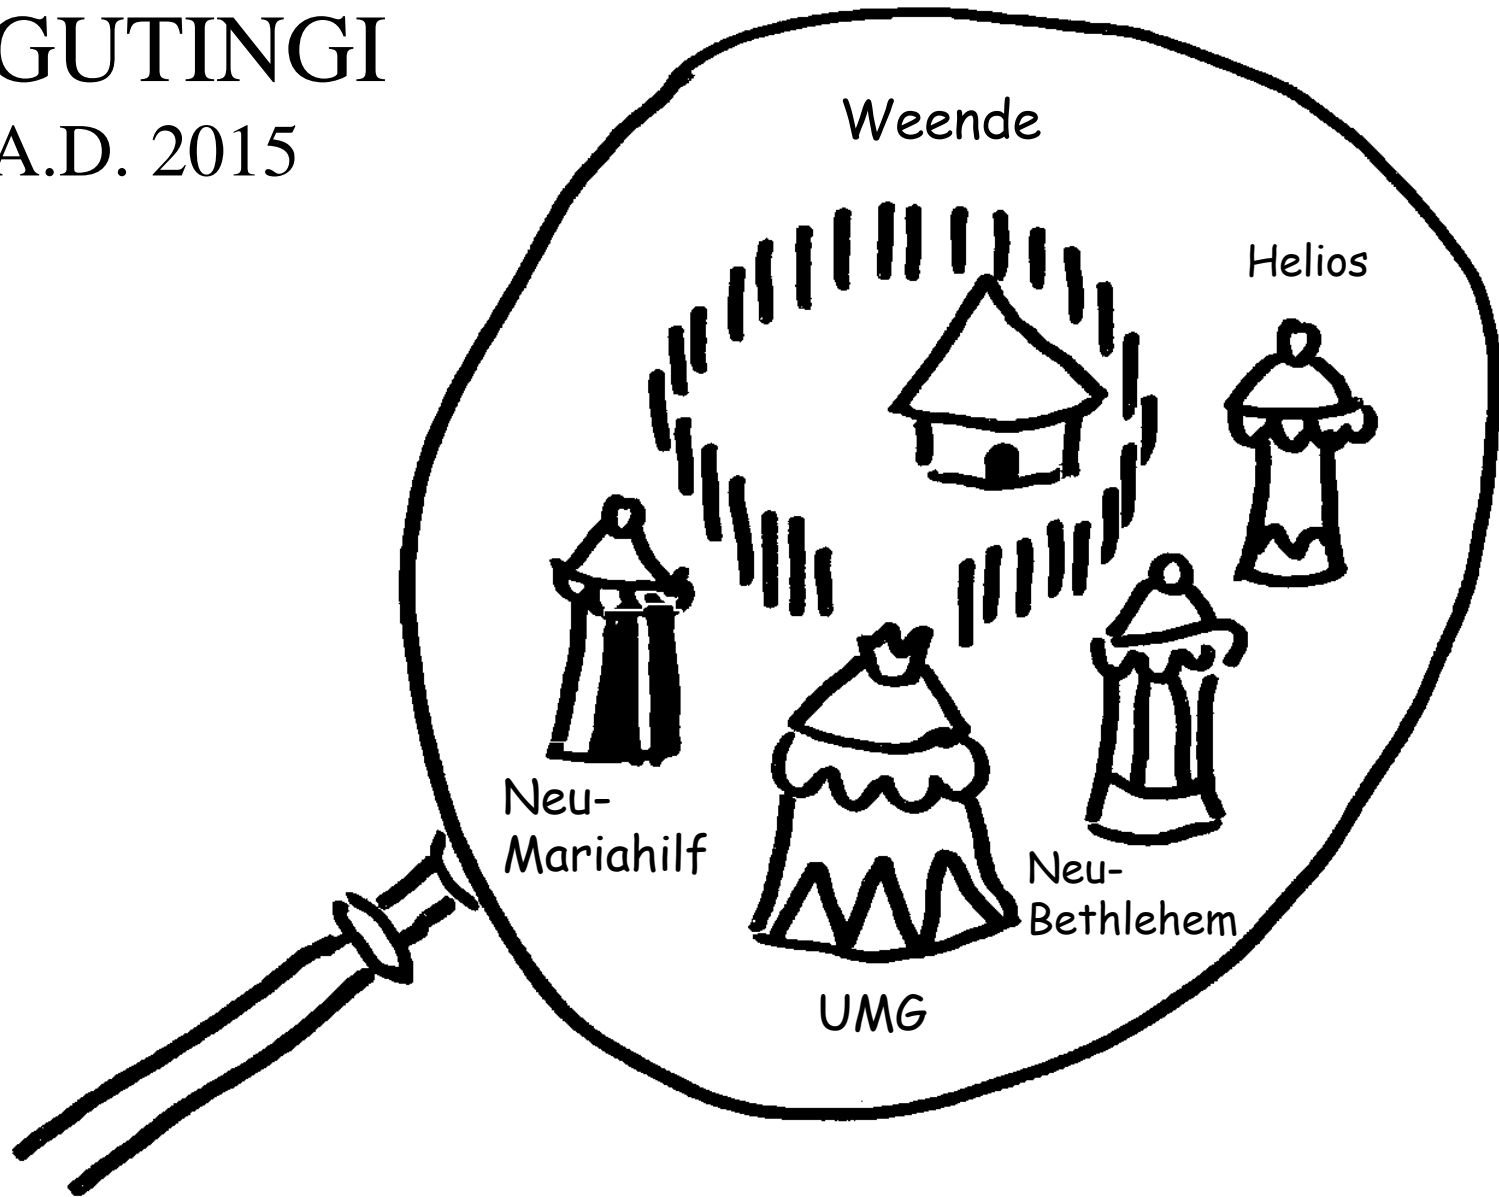 GUTINGI
A.D. 2015
Weende
Helios
Neu-
Mariahilf
Neu-
Bethlehem
UMG